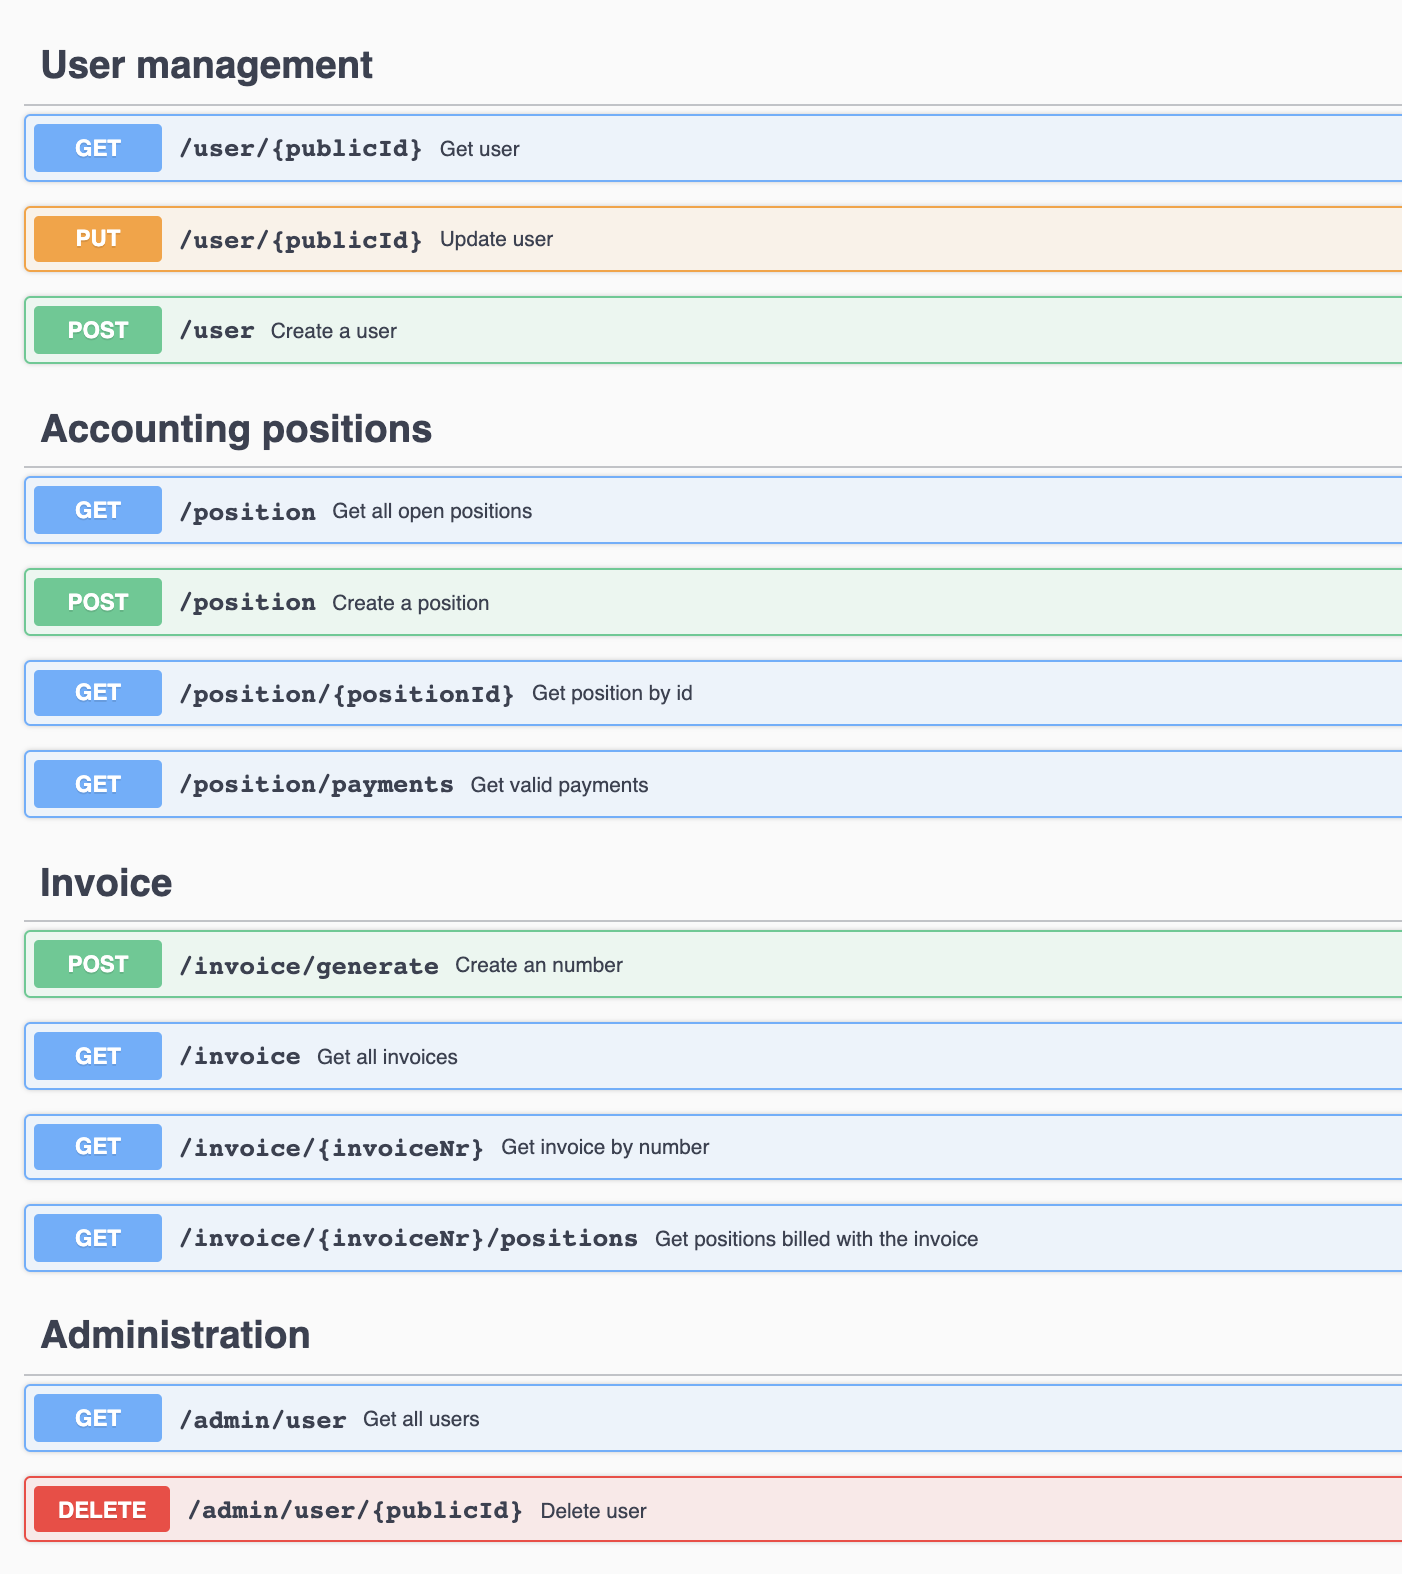 User management
GET /user/{publicId} Get user
PUT /user/{publicId} Update user
POST /user Create a user
Accounting positions
GET /position Get all open positions
POST /position Create a position
GET /position/{positionId} Get position by id
GET /position/payments Get valid payments
Invoice
POST /invoice/generate Create an number
GET /invoice Get all invoices
GET /invoice/{invoiceNr} Get invoice by number
GET /invoice/{invoiceNr}/positions Get positions billed with the invoice
Administration
GET /admin/user Get all users
DELETE /admin/user/{publicId} Delete user